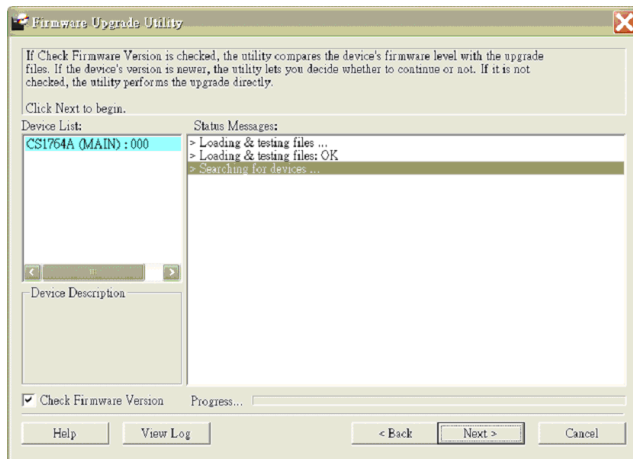 Firmware Upgrade Utility
If Check Firmware Version is checked, the utility compares the device's firmware level with the upgrade
files. If the device's version is newer, the utility lets you decide whether to continue or not. If it is not
checked, the utility performs the upgrade directly.
Click Next to begin.
Device List:
Status Messages:
CS1764A (MAIN) : 000
> Loading & testing files ...
> Loading & testing files: OK
> Searching for devices ...
Device Description
Check Firmware Version
Progress...
Help
View Log
< Back
Next >
Cancel